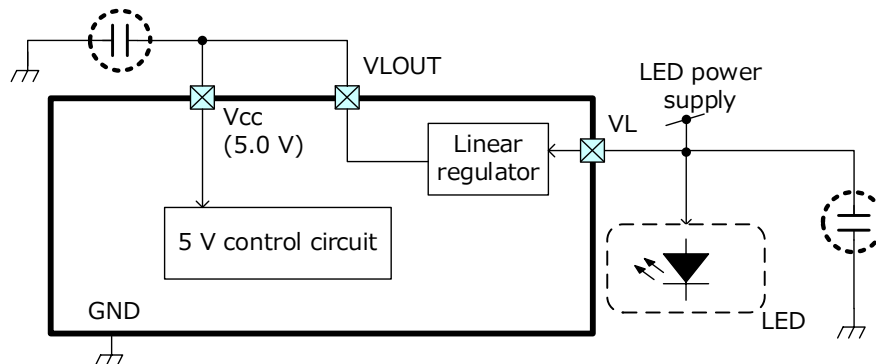 VLOUT
LED power
supply
Vcc
(5.0 V)
VL
Linear
regulator
5 V control circuit
GND
LED